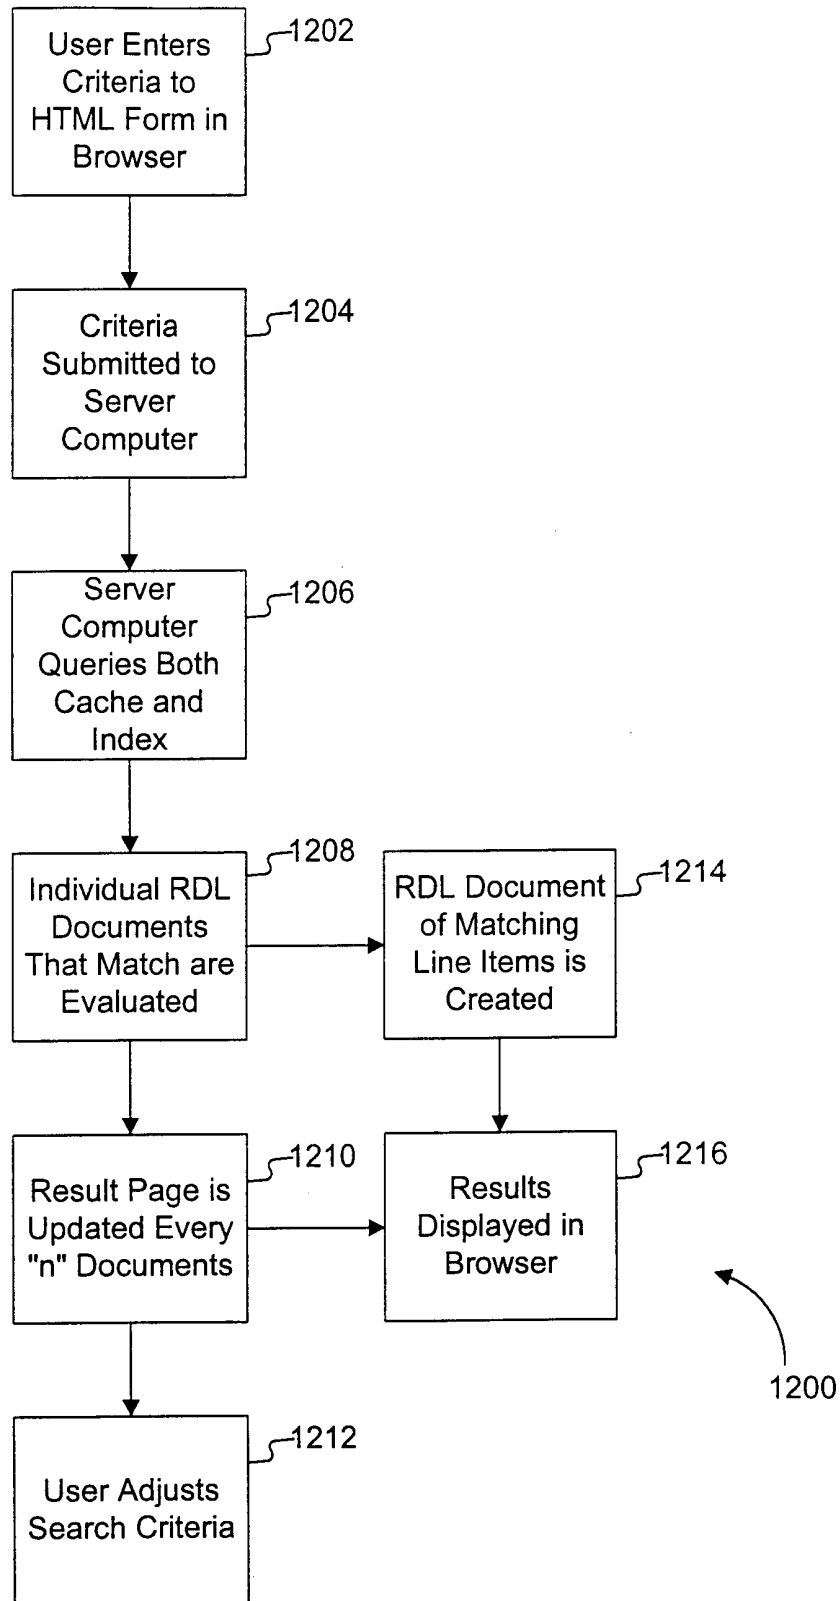 User Enters
Criteria to
HTML Form in
Browser
1202
Criteria
Submitted to
Server
Computer
1204
Server
Computer
Queries Both
Cache and
Index
1206
Individual RDL
Documents
That Match are
Evaluated
1208
RDL Document
of Matching
Line Items is
Created
1214
Result Page is
Updated Every
"n" Documents
1210
Results
Displayed in
Browser
1216
1200
User Adjusts
Search Criteria
1212